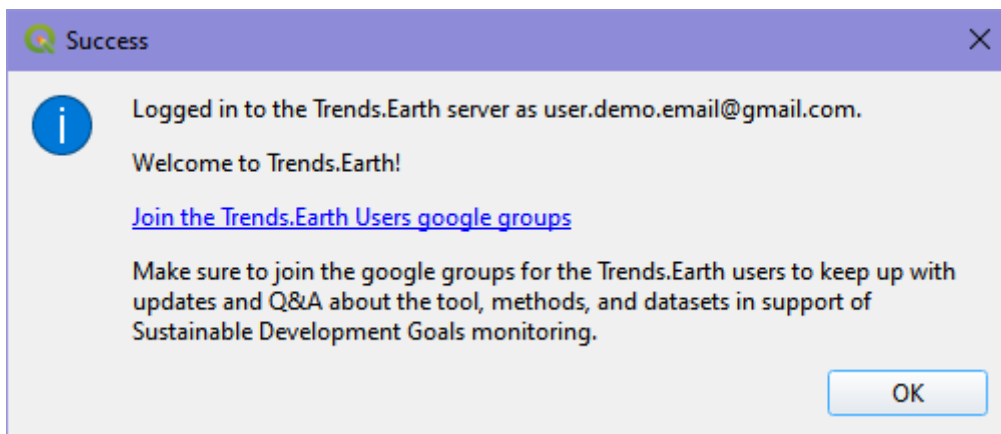 Success
Logged in to the Trends.Earth server as user.demo.email@gmail.com.
Welcome to Trends.Earth!
Join the Trends.Earth Users google groups
Make sure to join the google groups for the Trends.Earth users to keep up with
updates and Q&A about the tool, methods, and datasets in support of
Sustainable Development Goals monitoring.
OK